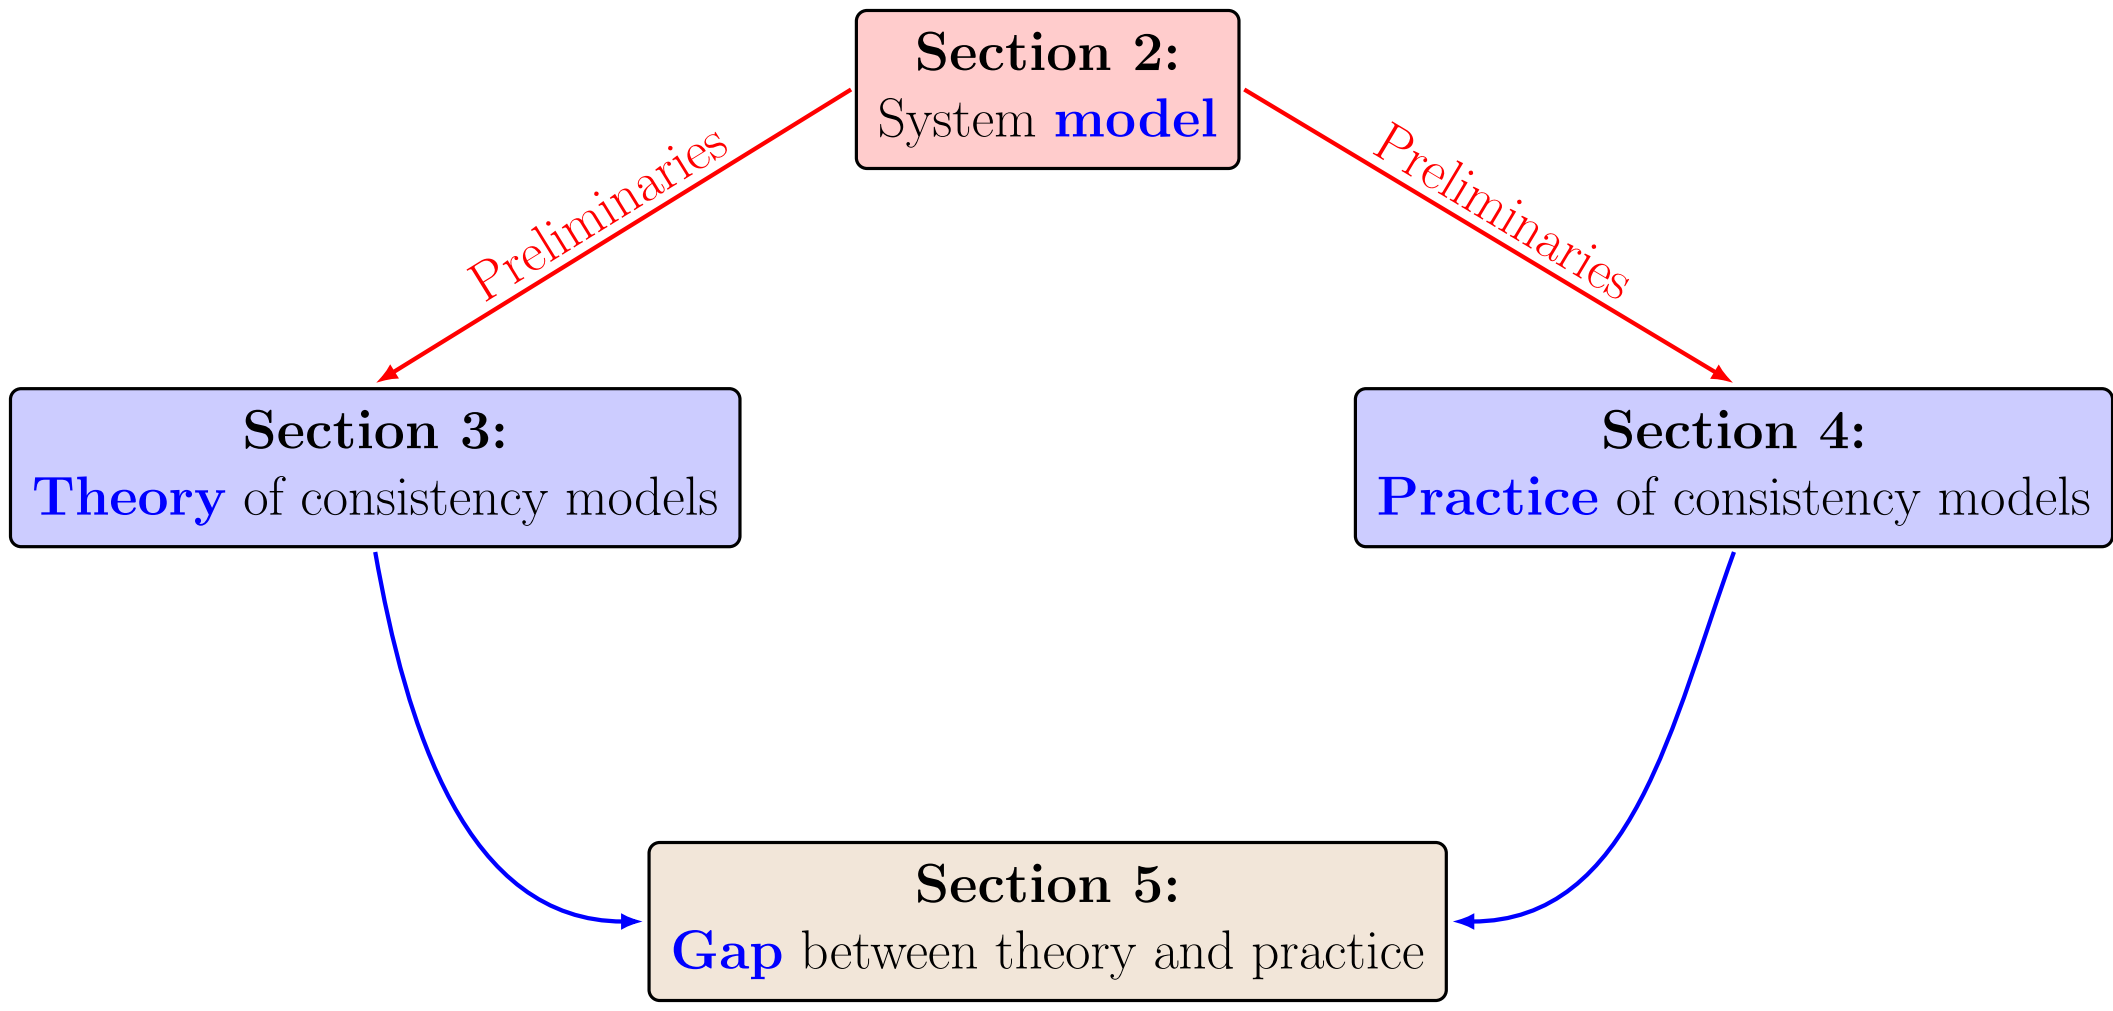 Section 2:
System model
Preliminaries
Preliminaries
Section 3:
Theory of consistency models
Section 4:
Practice of consistency models
Section 5:
Gap between theory and practice